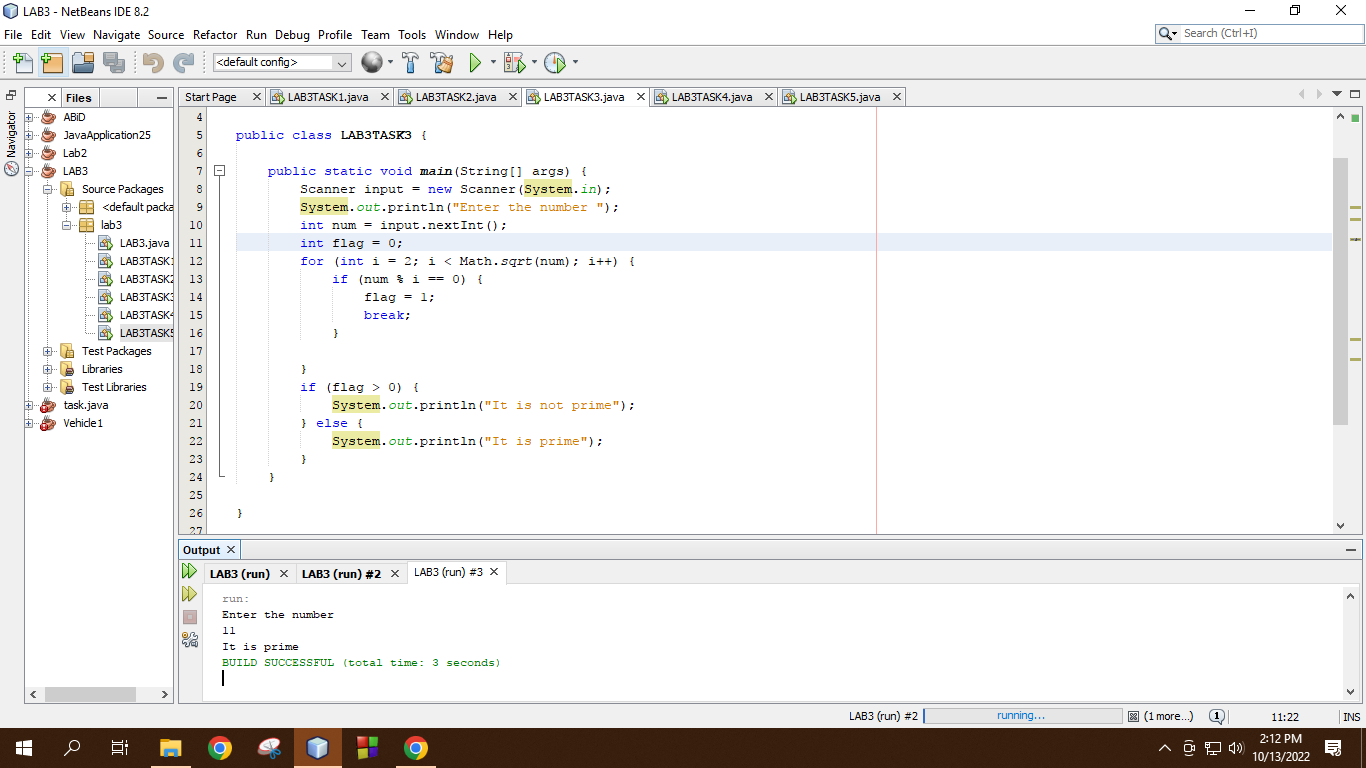 LAB3 - NetBeans IDE 8.2
File Edit View Navigate Source Refactor Run Debug Profile Team Tools Window Help
Search (Ctrl+I)
<default config>
Files
Navigator
ABiD
JavaApplication25
Lab2
LAB3
Source Packages
<default packa
lab3
LAB3.java
LAB3TASK1
LAB3TASK2
LAB3TASK3
LAB3TASK4
LAB3TASK5
Test Packages
Libraries
Test Libraries
task.java
Vehicle1
Start Page LAB3TASK1.java LAB3TASK2.java LAB3TASK3.java LAB3TASK4.java LAB3TASK5.java
4
5 public class LAB3TASK3 {
6
7 public static void main(String[] args) {
8 Scanner input = new Scanner(System.in);
9 System.out.println("Enter the number ");
10 int num = input.nextInt();
11 int flag = 0;
12 for (int i = 2; i < Math.sqrt(num); i++) {
13 if (num % i == 0) {
14 flag = 1;
15 break;
16 }
17
18 }
19 if (flag > 0) {
20 System.out.println("It is not prime");
21 } else {
22 System.out.println("It is prime");
23 }
24 }
25
26 }
27
Output
LAB3 (run) LAB3 (run) #2 LAB3 (run) #3
run:
Enter the number
11
It is prime
BUILD SUCCESSFUL (total time: 3 seconds)
LAB3 (run) #2 running... (1 more...) 1 11:22 INS
2:12 PM
10/13/2022